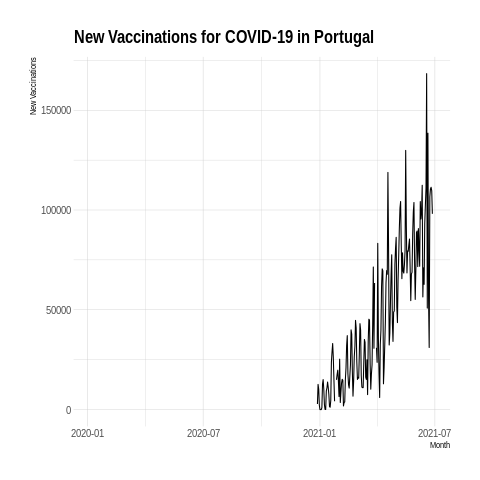 New Vaccinations for COVID-19 in Portugal
New Vaccinations
150000
100000
50000
0
2020-01 2020-07 2021-01 2021-07
Month